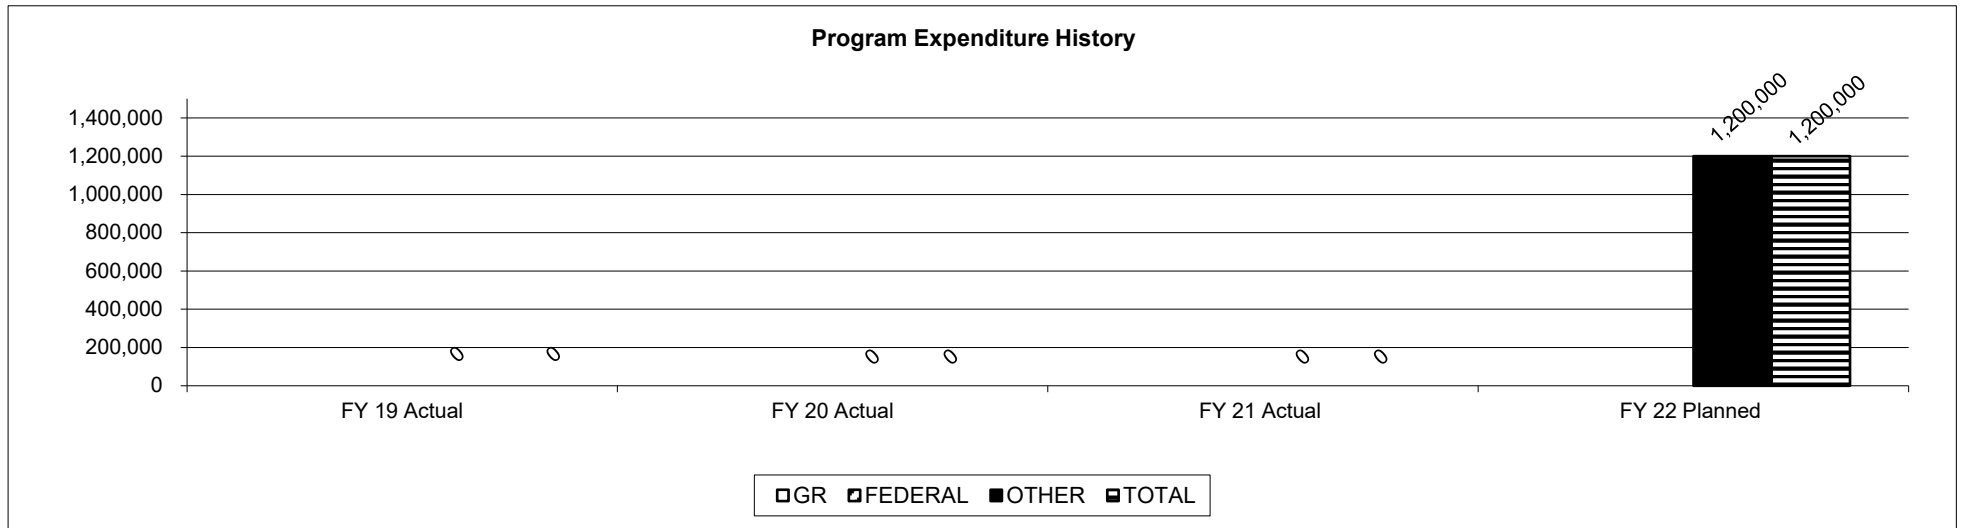 Program Expenditure History
1,400,000
1,200,000
1,000,000
800,000
600,000
400,000
200,000
0
0 0 0 0 0 0 1,200,000 1,200,000
FY 19 Actual FY 20 Actual FY 21 Actual FY 22 Planned
GR FEDERAL OTHER TOTAL